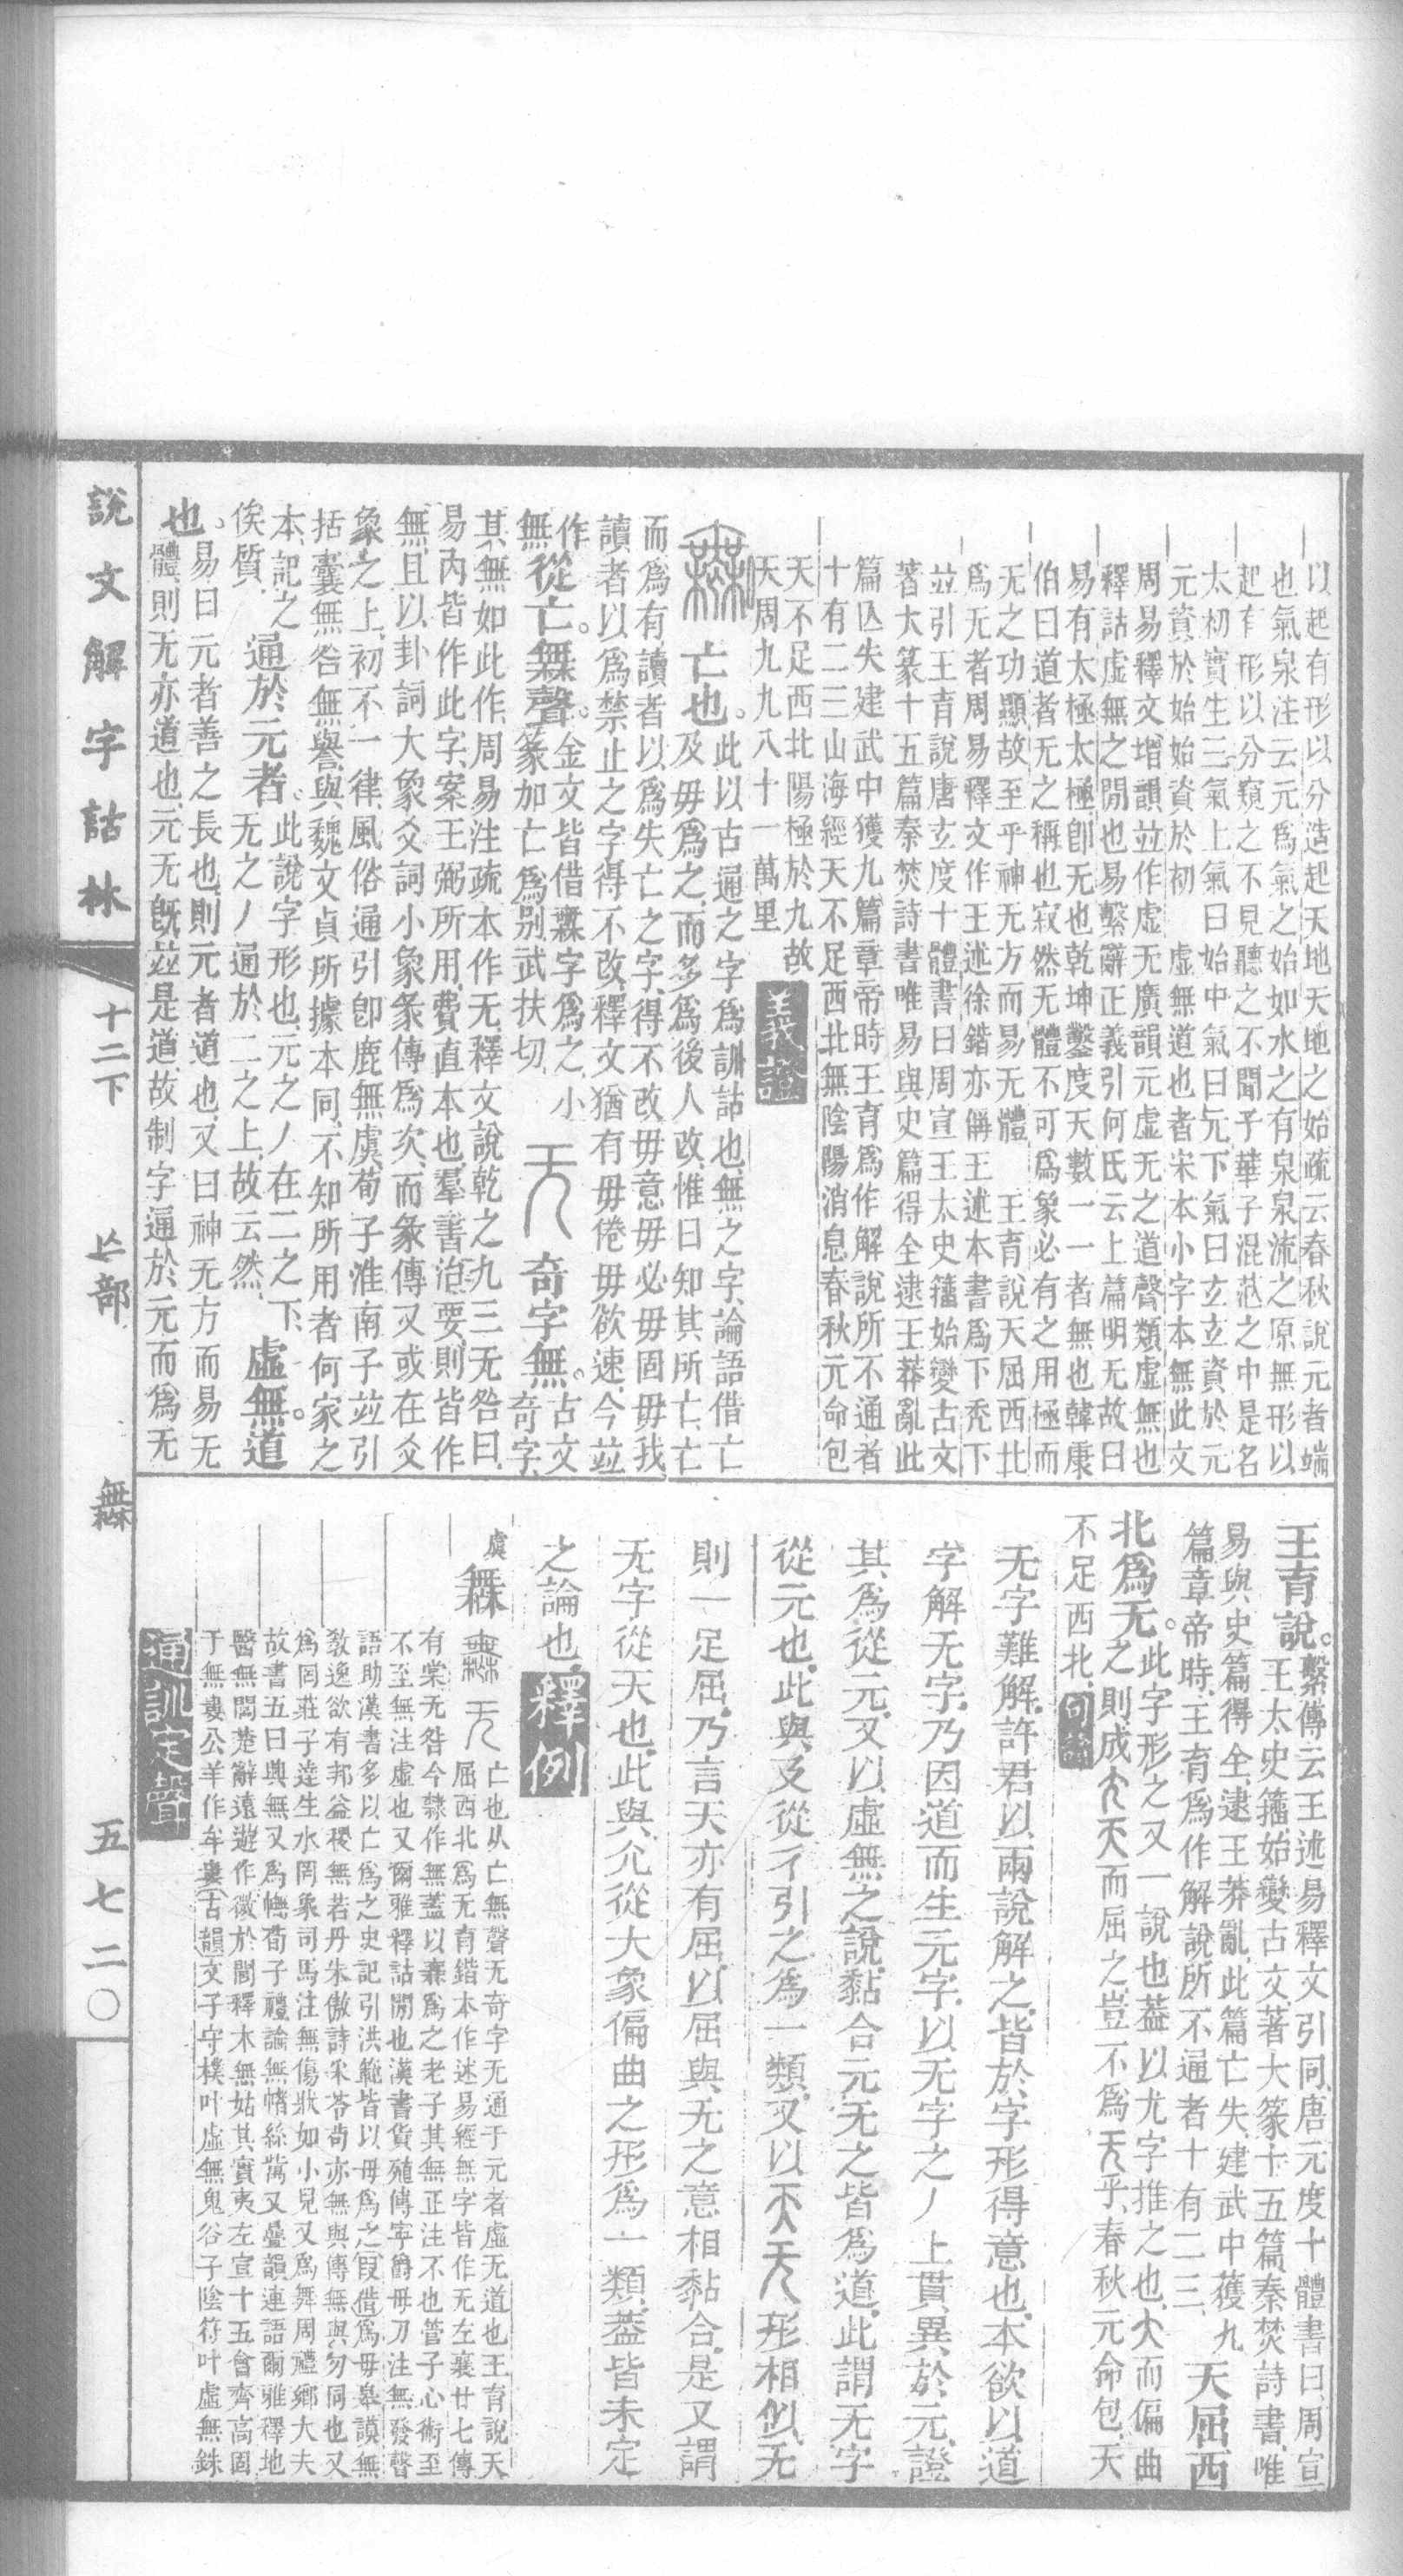 以起有形以分造起天地天地之始疏云春秋說元者端
也氣泉注云元爲氣之始如水之有泉泉流之原無形以
起有形以分窺之不見聽之不聞子華子混茫之中是名
太初實生三氣上氣曰始中氣曰元下氣曰玄玄資於元
元資於始始資於初　虛無道也者宋本小字本無此文
周易釋文增韻竝作虛无廣韻元虛无之道聲類虛無也
釋詁虛無之閒也易繫辭正義引何氏云上篇明无故曰
易有太極太極卽无也乾坤鑿度天數一一者無也韓康
伯曰道者无之稱也寂然无體不可爲象必有之用極而
无之功顯故至乎神无方而易无體　王育說天屈西北
爲无者周易釋文作王述徐鍇亦偁王述本書爲下禿下
竝引王育說唐玄度十體書曰周宣王太史籒始變古文
著大篆十五篇秦焚詩書唯易與史篇得全逮王莽亂此
篇亾失建武中獲九篇章帝時王育爲作解說所不通者
十有二三山海經天不足西北無陰陽消息春秋元命包
天不足西北陽極於九故
天周九九八十一萬里
義證
亡也。此以古通之字爲訓詁也無之字論語借亡
及毋爲之而多爲後人改惟日知其所亡亡
而爲有讀者以爲失亡之字得不改毋意毋必毋固毋我
讀者以爲禁止之字得不改釋文猶有毋倦毋欲速今竝
作
無從亡。無聲。金文皆借𣞤字爲之小
篆加亡爲别武扶切
奇字無。古文
奇字
其無如此作周易注疏本作无釋文說乾之九三无咎曰
易內皆作此字案王弼所用費直本也羣書治要則皆作
無且以卦詞大象爻詞小象彖傳爲次而彖傳又或在爻
象之上初不一律風俗通引卽鹿無虞荀子淮南子竝引
括囊無咎無譽與魏文貞所據本同不知所用者何家之
本記之
俟質
通於元者。此說字形也元之丿在二之下
无之丿通於二之上故云然
虛無道
也。易曰元者善之長也則元者道也又曰神无方而易无
體則无亦道也元无旣竝是道故制字通於元而爲无
王育說。繫傳云王述易釋文引同唐元度十體書曰周宣
王太史籒始變古文著大篆十五篇秦焚詩書唯
易與史篇得全逮王莽亂此篇亡失建武中獲九
篇章帝時王育爲作解說所不通者十有二三
天屈西
北爲无。此字形之又一說也葢以尢字推之也大而偏曲
之則成尢天而屈之豈不爲无乎春秋元命包天
不足西北
句讀
无字難解許君以兩說解之皆於字形得意也本欲以道
字解无字乃因道而生元字以无字之丿上貫異於元證
其爲從元又以虛無之說黏合元无之皆爲道此謂无字
從元也此與及從引之爲一類又以形相似无
則一足屈乃言天亦有屈以屈與无之意相黏合是又謂
无字從天也此與允從大象偏曲之形爲一類葢皆未定
之論也
釋例
虞
無
亡也从亡無聲无奇字无通于元者虛无道也王育說天
屈西北爲无育鍇本作述易經無字皆作无左襄廿七傳
有棠无咎今隸作無蓋以𣞤爲之老子其無正注不也管子心術至
不至無注虛也又爾雅釋詁閒也漢書貨殖傳寧爵毋刀注無發聲
語助漢書多以亡爲之史記引洪範皆以毋爲之叚借爲毋皋謨無
敎逸欲有邦益稷無若丹朱傲詩采苓苟亦無與傳無與勿同也又
爲罔莊子達生水罔象司馬注無傷狀如小兒又爲舞周禮鄉大夫
故書五曰興無又爲幠荀子禮論無帾絲歶又疊韻連語爾雅釋地
醫無閭楚辭遠遊作微於閭釋木無姑其實夷左宣十五會齊高固
于無婁公羊作牟婁古韻文子守樸叶虛無鬼谷子陰符叶虛無銖
通訓定聲
說文解字詁林
十二下
亾部
無
五七二〇